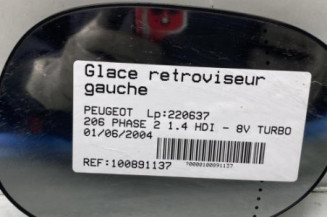 Glace retroviseur
gauche
PEUGEOT Lp:220637
206 PHASE 2 1.4 HDI - 8V TURBO
01/06/2004
REF:100891137
70000100891137